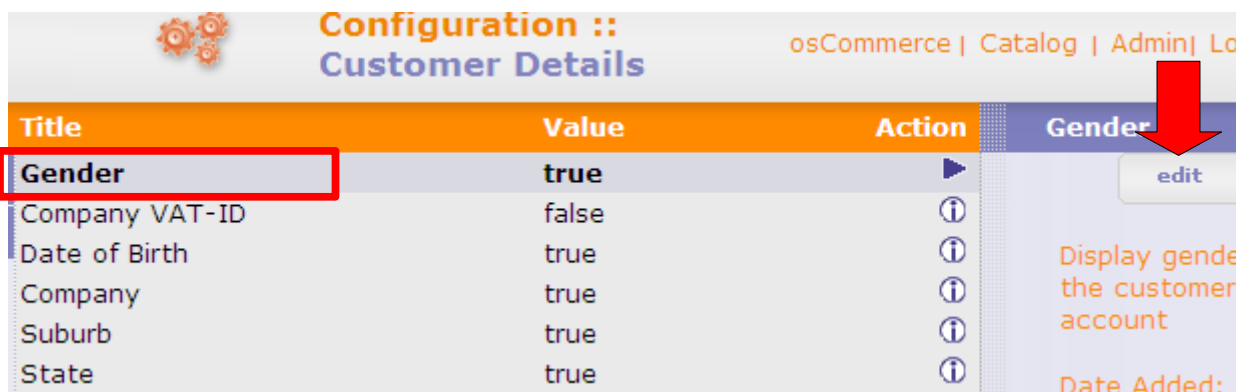 Configuration ::
Customer Details
osCommerce | Catalog | Admin| Lo
Title Value Action
Gender true
Company VAT-ID false
Date of Birth true
Company true
Suburb true
State true
Gender
edit
Display gende
the customer
account
Date Added: